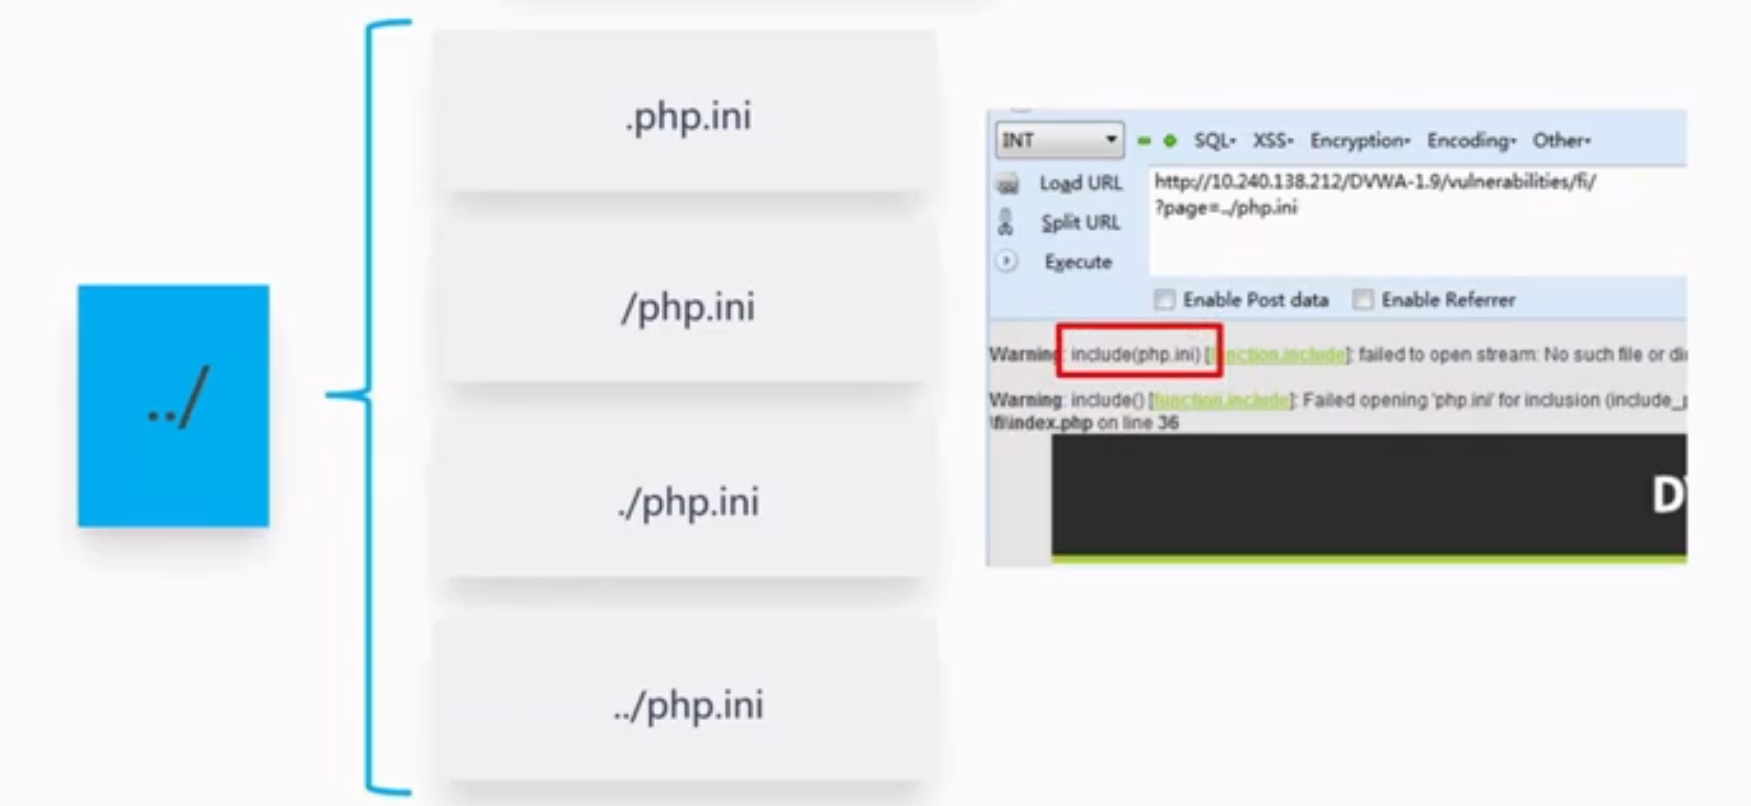 ../
.php.ini
/php.ini
./php.ini
../php.ini
INT
SQL
XSS
Encryption
Encoding
Other
Load URL
Split URL
Execute
http://10.240.138.212/DVWA-1.9/vulnerabilities/fi/
?page=../php.ini
Enable Post data
Enable Referrer
Warning: include(php.ini) [function.include]: failed to open stream: No such file or di
Warning: include() [function.include]: Failed opening 'php.ini' for inclusion (include_p
\fi\index.php on line 36